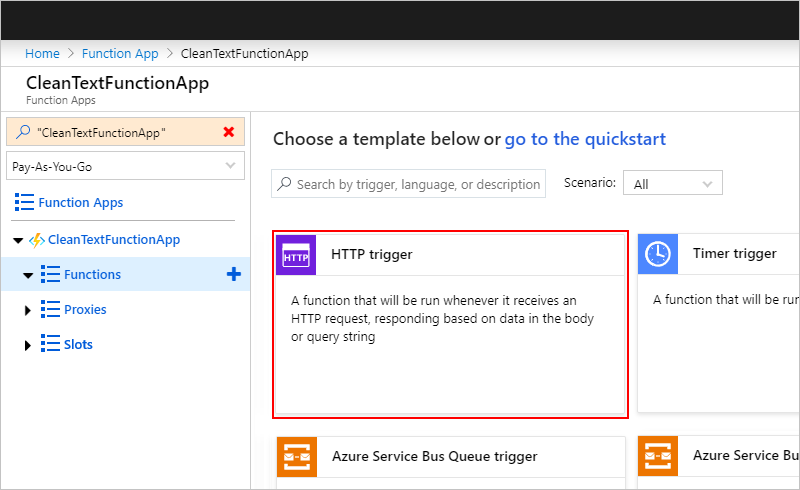 Home > Function App > CleanTextFunctionApp
CleanTextFunctionApp
Function Apps
"CleanTextFunctionApp"
Pay-As-You-Go
Function Apps
CleanTextFunctionApp
Functions
Proxies
Slots
Choose a template below or go to the quickstart
Search by trigger, language, or description
Scenario: All
HTTP
HTTP trigger
A function that will be run whenever it receives an
HTTP request, responding based on data in the body
or query string
Timer trigger
A function that will be run
Azure Service Bus Queue trigger
Azure Service Bu